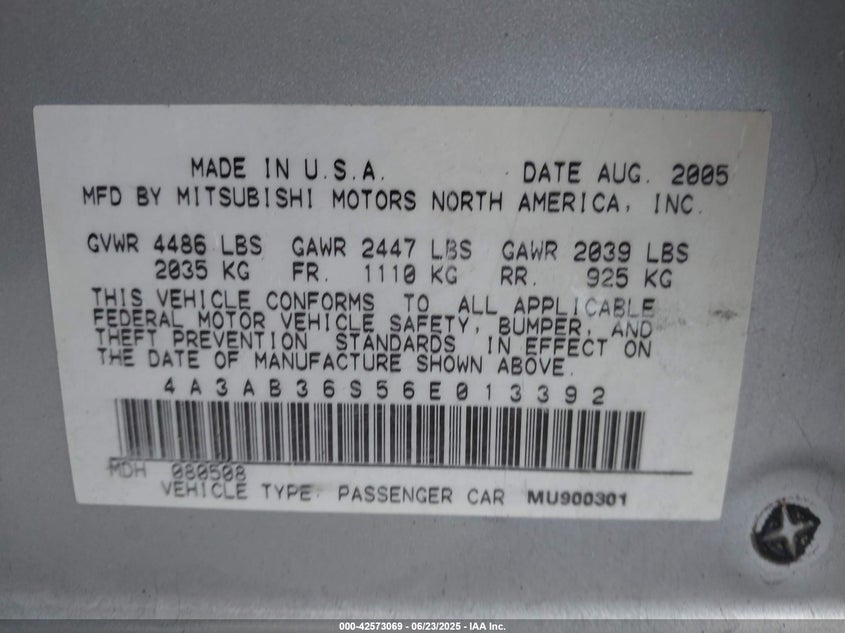 MADE IN U.S.A. DATE AUG. 2005
MFD BY MITSUBISHI MOTORS NORTH AMERICA, INC.
GVWR 4486 LBS GAWR 2447 LBS GAWR 2039 LBS
2035 KG FR. 1110 KG RR. 925 KG
THIS VEHICLE CONFORMS TO ALL APPLICABLE
FEDERAL MOTOR VEHICLE SAFETY, BUMPER, AND
THEFT PREVENTION STANDARDS IN EFFECT ON
THE DATE OF MANUFACTURE SHOWN ABOVE.
4A3AB36S56E013392
MDH 080508
VEHICLE TYPE: PASSENGER CAR MU900301
000-42573069 - 06/23/2025 - IAA Inc.